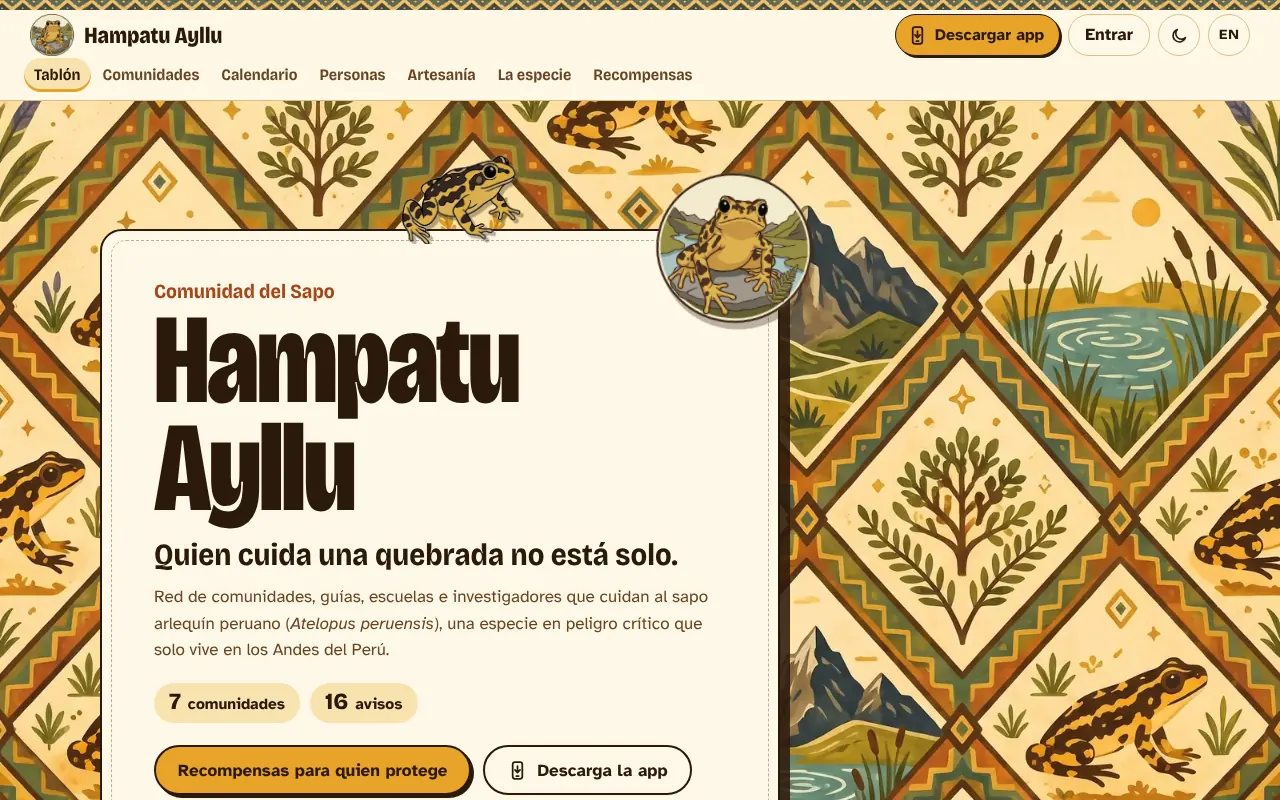 Hampatu Ayllu
Descargar app
Entrar
EN
Tablón
Comunidades
Calendario
Personas
Artesanía
La especie
Recompensas
Comunidad del Sapo
Hampatu
Ayllu
Quien cuida una quebrada no está solo.
Red de comunidades, guías, escuelas e investigadores que cuidan al sapo
arlequín peruano (Atelopus peruensis), una especie en peligro crítico que
solo vive en los Andes del Perú.
7 comunidades
16 avisos
Recompensas para quien protege
Descarga la app